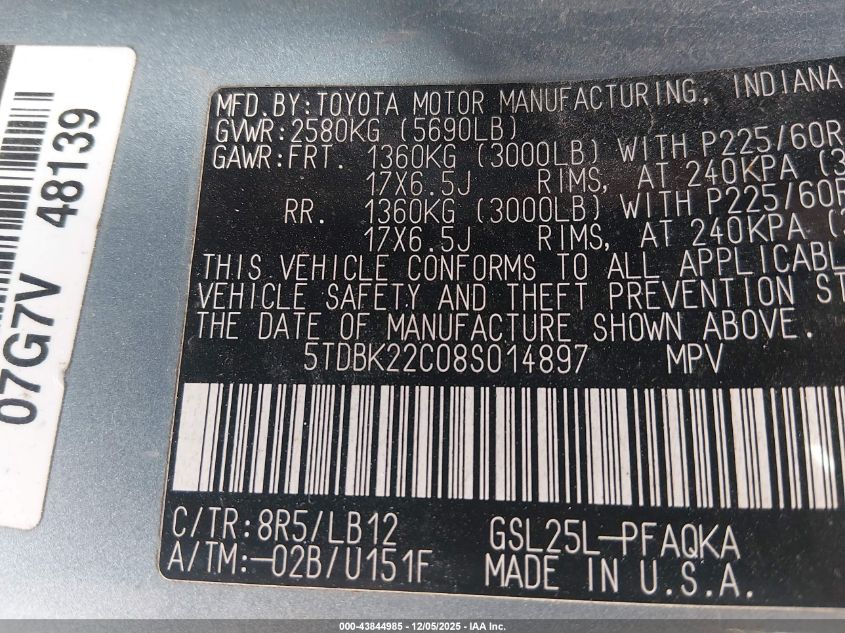 07G7V 48139
MFD. BY: TOYOTA MOTOR MANUFACTURING, INDIANA
GVWR: 2580KG (5690LB)
GAWR: FRT. 1360KG (3000LB) WITH P225/60R
17X6.5J RIMS, AT 240KPA (3
RR. 1360KG (3000LB) WITH P225/60R
17X6.5J RIMS, AT 240KPA (3
THIS VEHICLE CONFORMS TO ALL APPLICABL
VEHICLE SAFETY AND THEFT PREVENTION ST
THE DATE OF MANUFACTURE SHOWN ABOVE.
5TDBK22C08S014897 MPV
C/TR: 8R5/LB12 GSL25L-PFAQKA
A/TM: -02B/U151F MADE IN U.S.A.
000-43844985 - 12/05/2025 - IAA Inc.